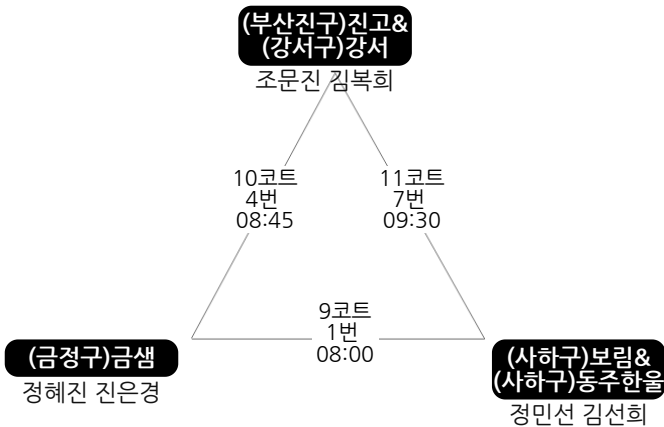 (부산진구)진고&
(강서구)강서
조문진 김복희
10코트
4번
08:45
11코트
7번
09:30
9코트
1번
08:00
(금정구)금샘
정혜진 진은경
(사하구)보림&
(사하구)동주한울
정민선 김선희